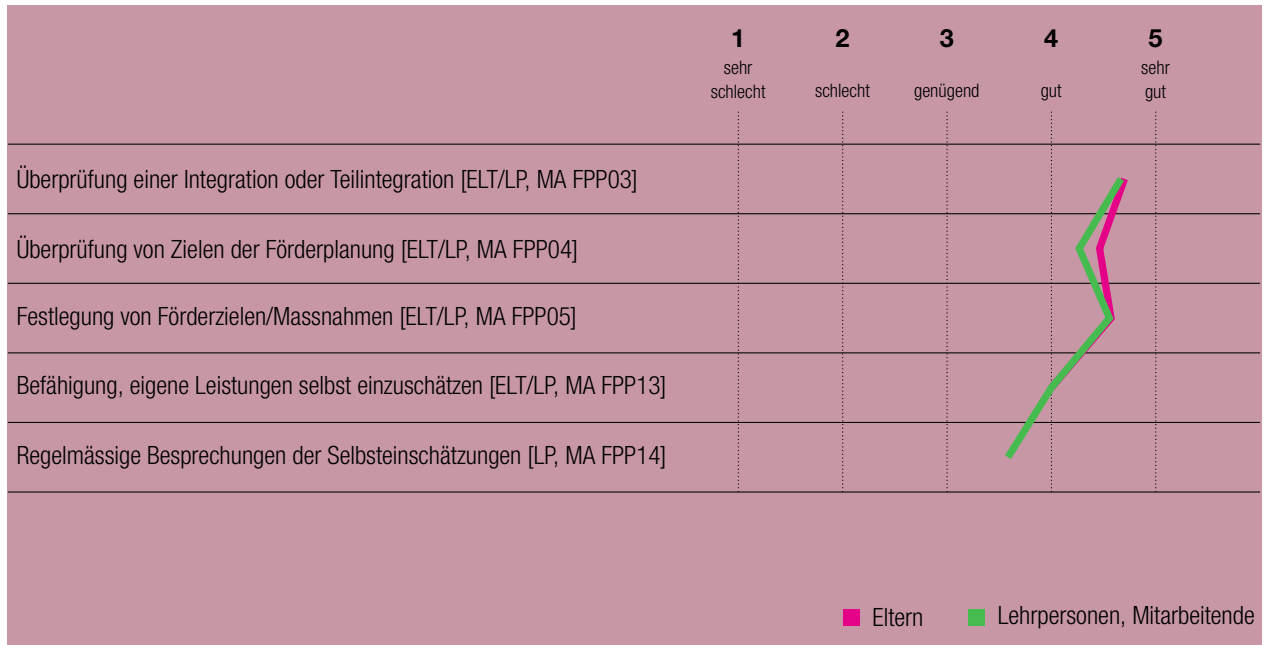 1 2 3 4 5
sehr sehr
schlecht schlecht genügend gut gut
Überprüfung einer Integration oder Teilintegration [ELT/LP, MA FPP03]
Überprüfung von Zielen der Förderplanung [ELT/LP, MA FPP04]
Festlegung von Förderzielen/Massnahmen [ELT/LP, MA FPP05]
Befähigung, eigene Leistungen selbst einzuschätzen [ELT/LP, MA FPP13]
Regelmässige Besprechungen der Selbsteinschätzungen [LP, MA FPP14]
Eltern Lehrpersonen, Mitarbeitende